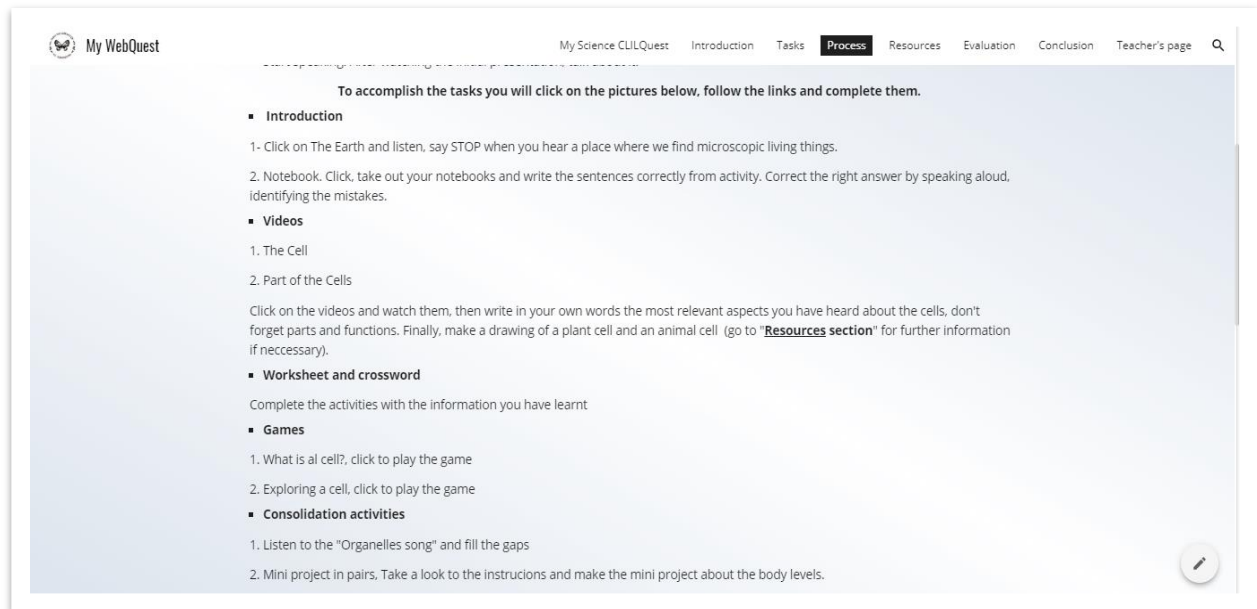 My WebQuest
My Science CLILQuest Introduction Tasks Process Resources Evaluation Conclusion Teacher's page
To accomplish the tasks you will click on the pictures below, follow the links and complete them.
▪ Introduction
1- Click on The Earth and listen, say STOP when you hear a place where we find microscopic living things.
2. Notebook. Click, take out your notebooks and write the sentences correctly from activity. Correct the right answer by speaking aloud,
identifying the mistakes.
▪ Videos
1. The Cell
2. Part of the Cells
Click on the videos and watch them, then write in your own words the most relevant aspects you have heard about the cells, don't
forget parts and functions. Finally, make a drawing of a plant cell and an animal cell (go to "Resources section" for further information
if neccessary).
▪ Worksheet and crossword
Complete the activities with the information you have learnt
▪ Games
1. What is al cell?, click to play the game
2. Exploring a cell, click to play the game
▪ Consolidation activities
1. Listen to the "Organelles song" and fill the gaps
2. Mini project in pairs, Take a look to the instrucions and make the mini project about the body levels.